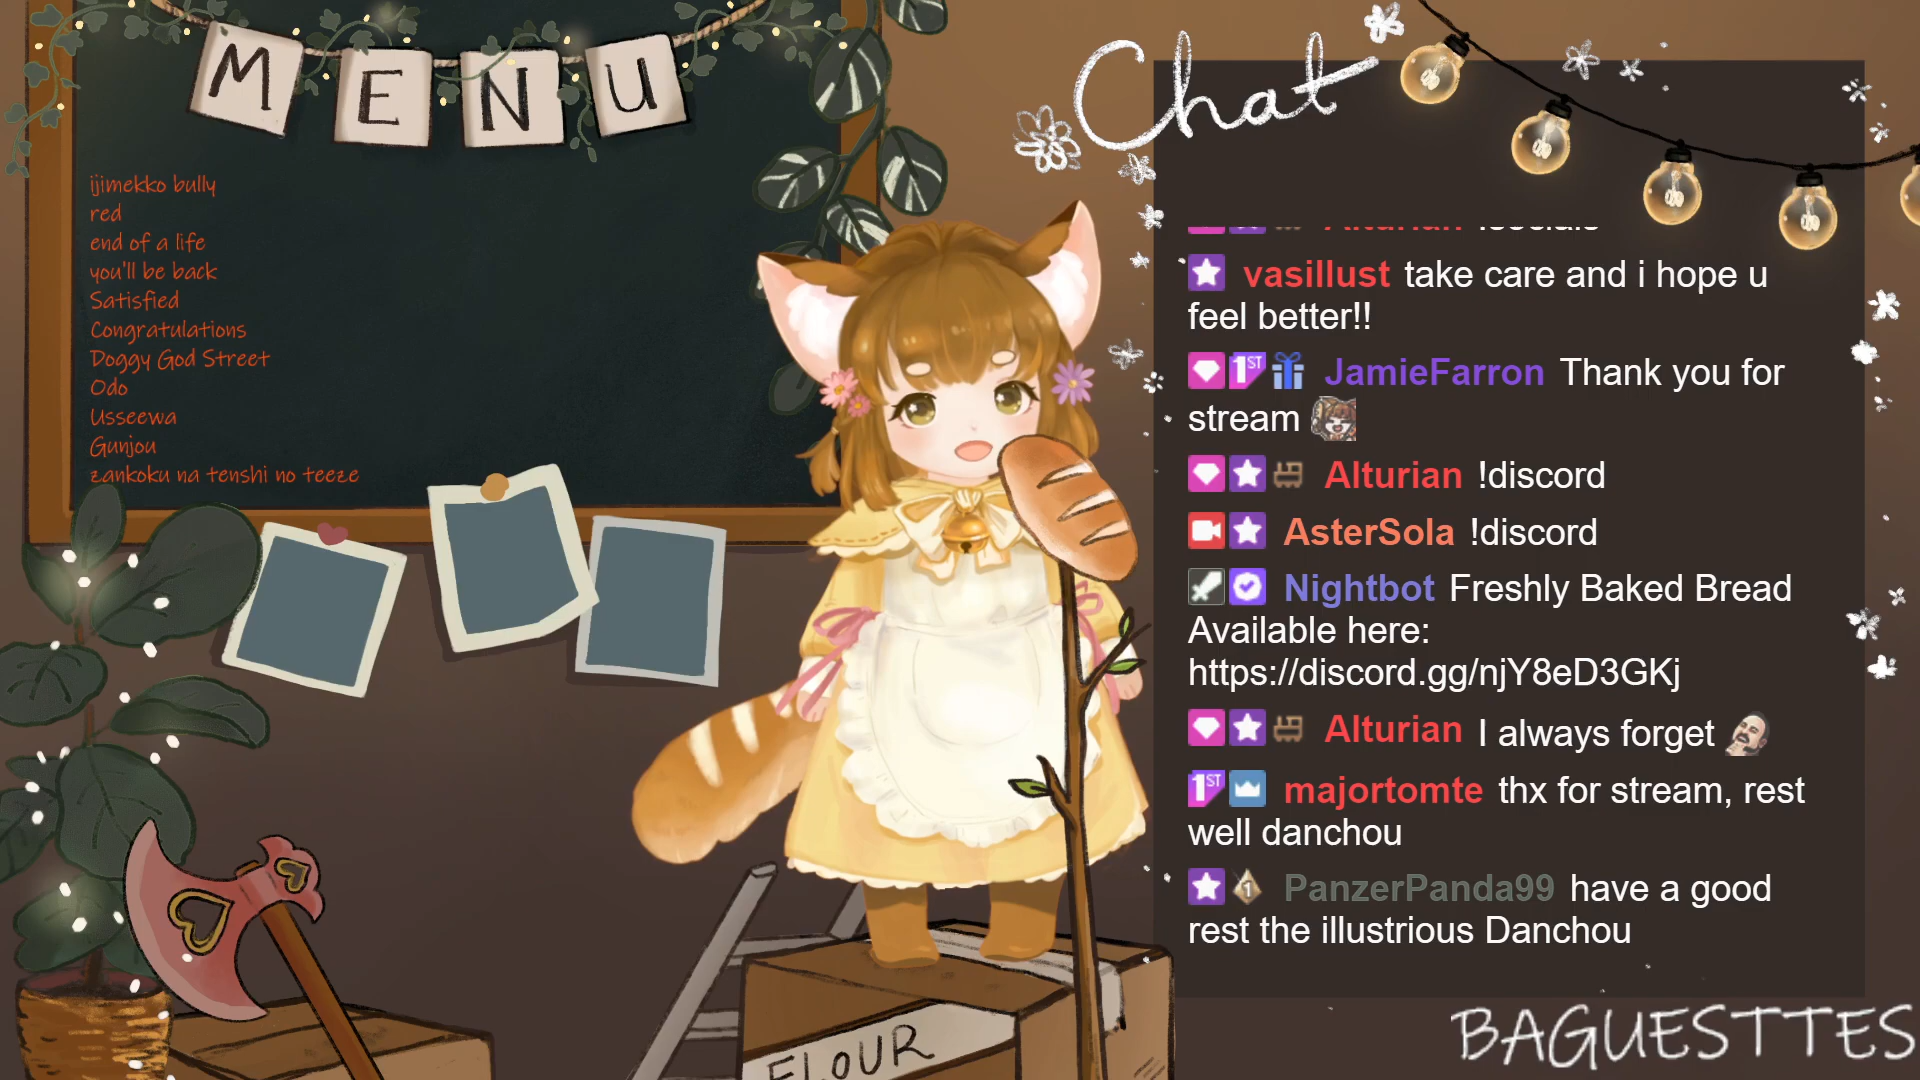 MENU
ijimekko bully
red
end of a life
you'll be back
Satisfied
Congratulations
Doggy God Street
Odo
Usseewa
Gunjou
zankoku na tenshi no teeze
Chat
vasillust take care and i hope u
feel better!!
1ST JamieFarron Thank you for
stream
Alturian !discord
AsterSola !discord
Nightbot Freshly Baked Bread
Available here:
https://discord.gg/njY8eD3GKj
Alturian I always forget
1ST majortomte thx for stream, rest
well danchou
1 PanzerPanda99 have a good
rest the illustrious Danchou
FLOUR
BAGUESTTES